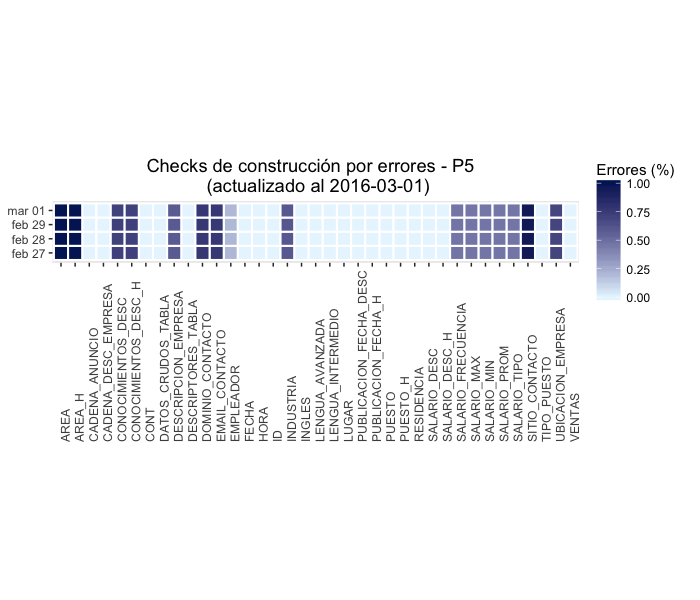 Checks de construcción por errores - P5
(actualizado al 2016-03-01)
Errores (%)
1.00
0.75
0.50
0.25
0.00
mar 01
feb 29
feb 28
feb 27
AREA
AREA_H
CADENA_ANUNCIO
CADENA_DESC_EMPRESA
CONOCIMIENTOS_DESC
CONOCIMIENTOS_DESC_H
CONT
DATOS_CRUDOS_TABLA
DESCRIPCION_EMPRESA
DESCRIPTORES_TABLA
DOMINIO_CONTACTO
EMAIL_CONTACTO
EMPLEADOR
FECHA
HORA
ID
INDUSTRIA
INGLES
LENGUA_AVANZADA
LENGUA_INTERMEDIO
LUGAR
PUBLICACION_FECHA_DESC
PUBLICACION_FECHA_H
PUESTO
PUESTO_H
RESIDENCIA
SALARIO_DESC
SALARIO_DESC_H
SALARIO_FRECUENCIA
SALARIO_MAX
SALARIO_MIN
SALARIO_PROM
SALARIO_TIPO
SITIO_CONTACTO
TIPO_PUESTO
UBICACION_EMPRESA
VENTAS